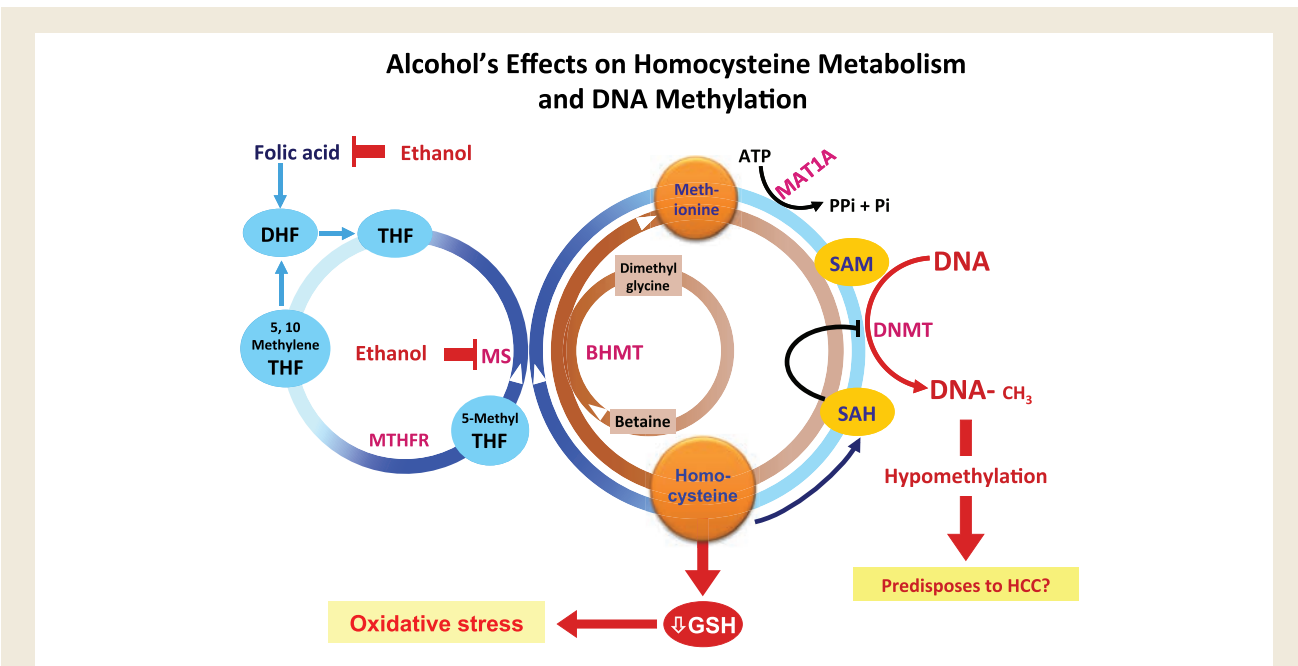 Alcohol’s Effects on Homocysteine Metabolism
and DNA Methylation
Folic acid
Ethanol
DHF
THF
5, 10
Methylene
THF
Ethanol
MS
MTHFR
5-Methyl
THF
Meth-
ionine
Dimethyl
glycine
BHMT
Betaine
Homo-
cysteine
ATP
MAT1A
PPi + Pi
SAM
DNA
DNMT
SAH
DNA- CH₃
Hypomethylation
Predisposes to HCC?
⇩GSH
Oxidative stress